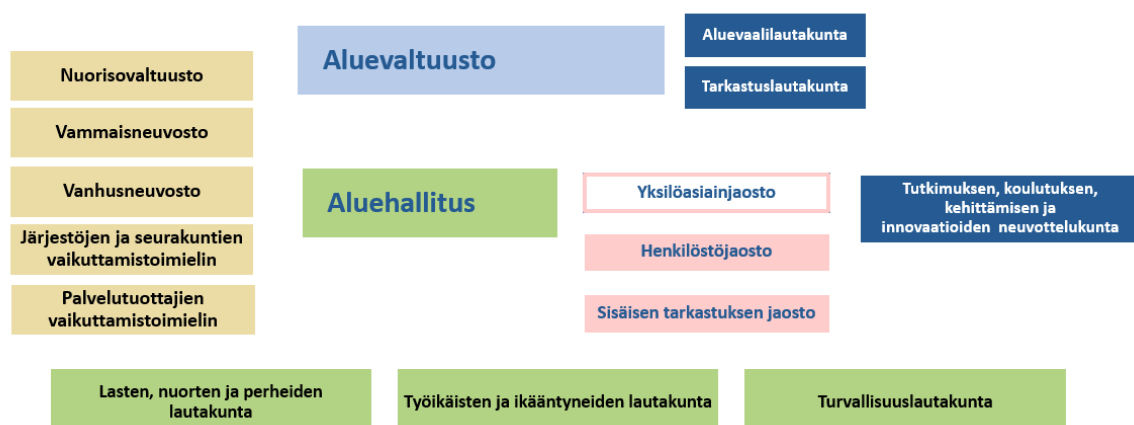 Aluevaltuusto
Aluevaalilautakunta
Tarkastuslautakunta
Nuorisovaltuusto
Vammaisneuvosto
Vanhusneuvosto
Järjestöjen ja seurakuntien
vaikuttamistoimielin
Palvelutuottajien
vaikuttamistoimielin
Aluehallitus
Yksilöasiainjaosto
Henkilöstöjaosto
Sisäisen tarkastuksen jaosto
Tutkimuksen, koulutuksen,
kehittämisen ja
innovaatioiden neuvottelukunta
Lasten, nuorten ja perheiden
lautakunta
Työikäisten ja ikääntyneiden lautakunta
Turvallisuuslautakunta